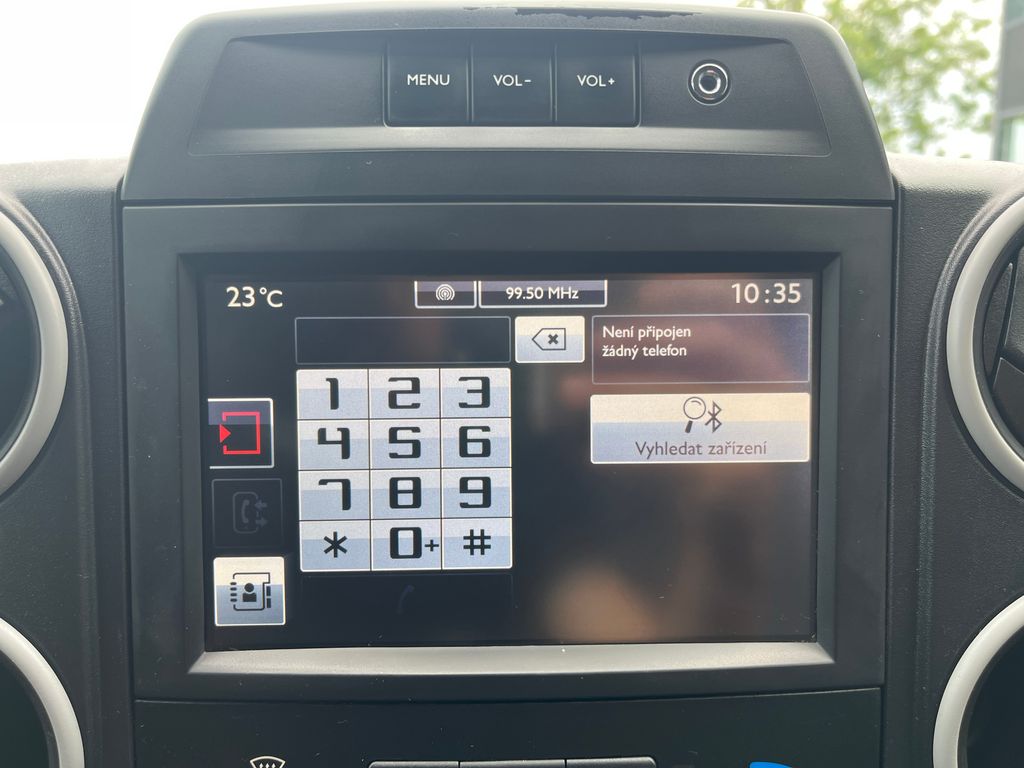 MENU VOL- VOL+
23°C 99.50 MHz 10:35
Není připojen
žádný telefon
Vyhledat zařízení
1 2 3
4 5 6
7 8 9
* 0+ #